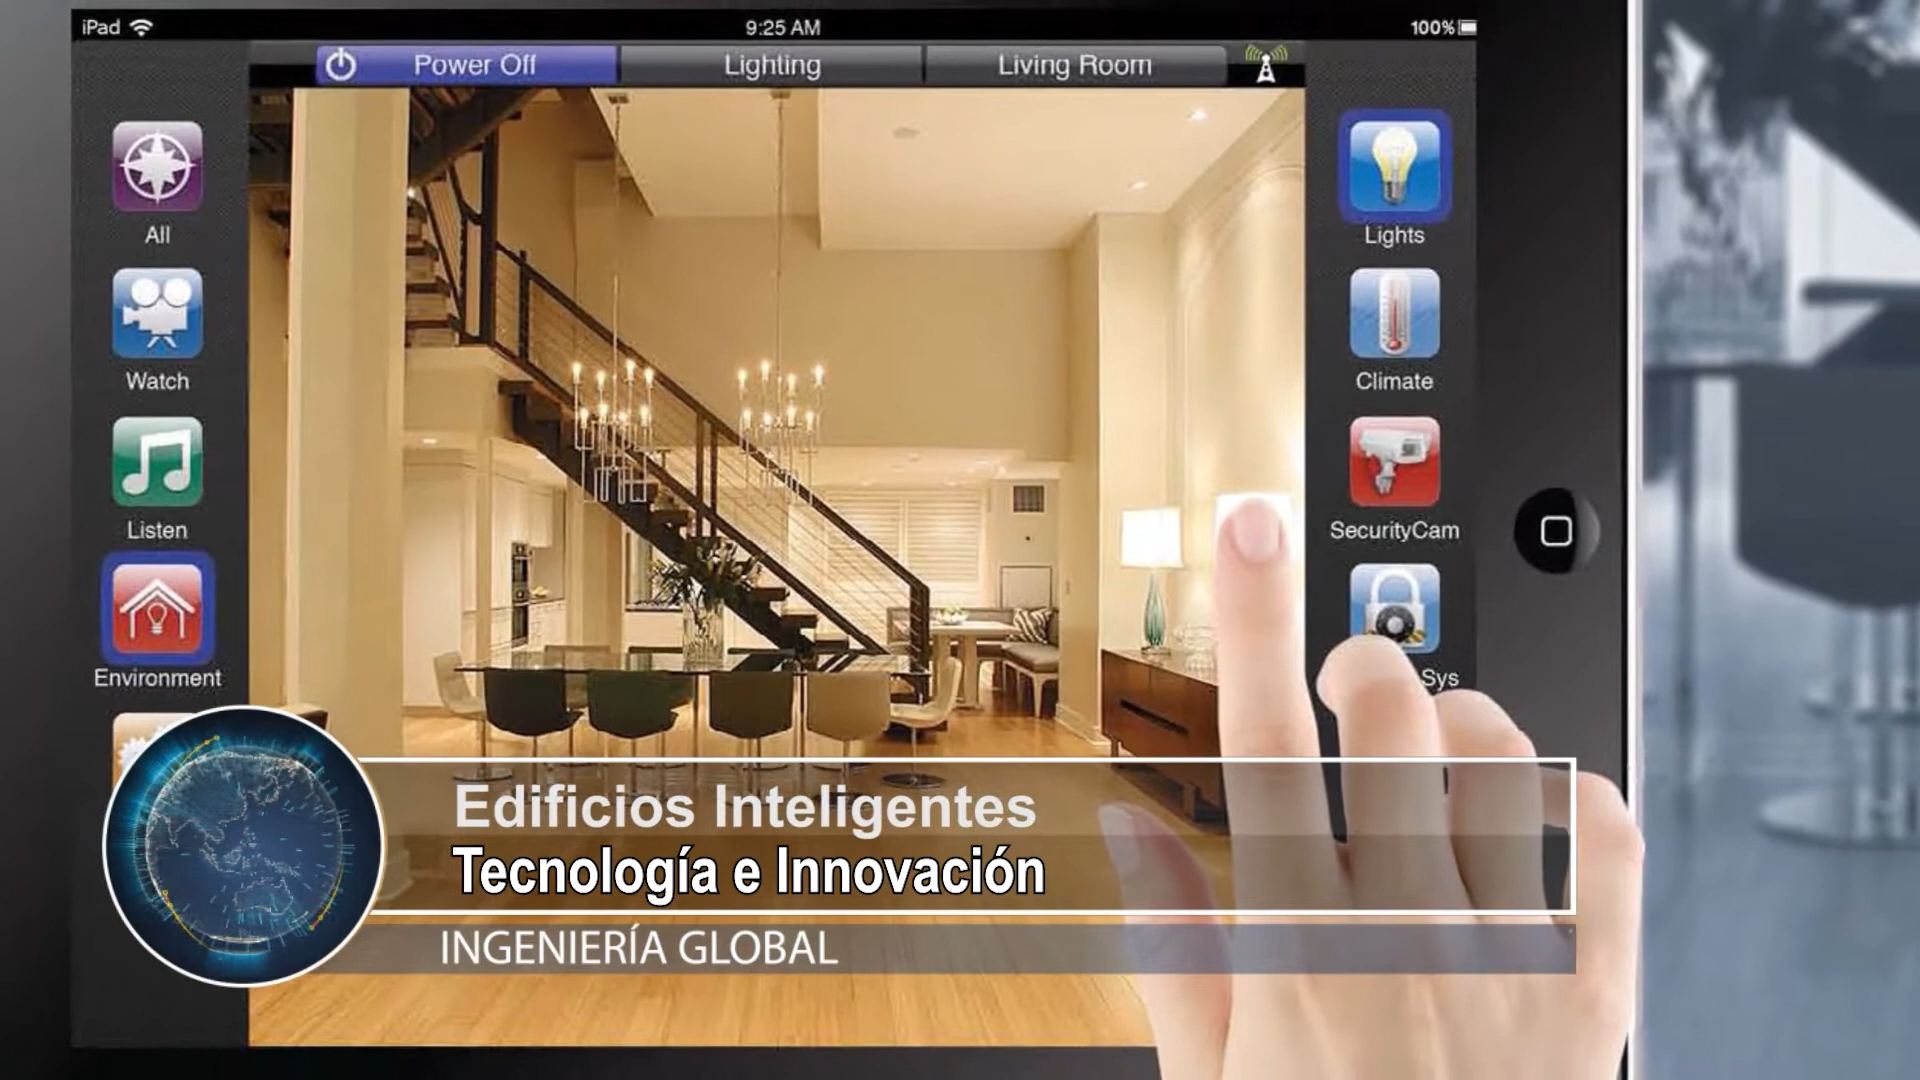 iPad
9:25 AM
100%
Power Off
Lighting
Living Room
All
Lights
Watch
Climate
Listen
SecurityCam
Environment
Sys
Edificios Inteligentes
Tecnología e Innovación
INGENIERÍA GLOBAL